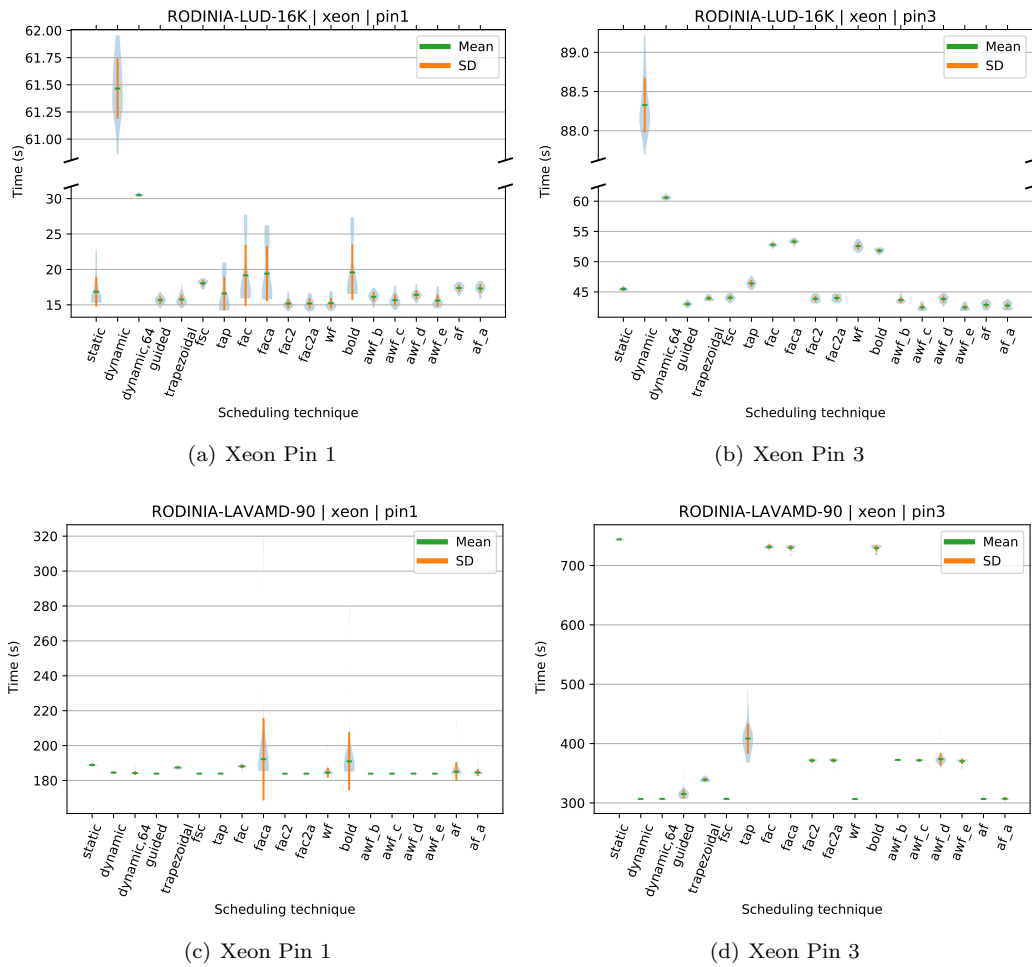 RODINIA-LUD-16K | xeon | pin1
62.00
61.75
61.50
61.25
61.00
30
25
20
15
Time (s)
Mean
SD
static
dynamic
dynamic,64
guided
trapezoidal
fsc
tap
fac
faca
fac2
fac2a
wf
bold
awf_b
awf_c
awf_d
awf_e
af
af_a
Scheduling technique
(a) Xeon Pin 1
RODINIA-LUD-16K | xeon | pin3
89.0
88.5
88.0
60
55
50
45
Time (s)
Mean
SD
static
dynamic
dynamic,64
guided
trapezoidal
fsc
tap
fac
faca
fac2
fac2a
wf
bold
awf_b
awf_c
awf_d
awf_e
af
af_a
Scheduling technique
(b) Xeon Pin 3
RODINIA-LAVAMD-90 | xeon | pin1
320
300
280
260
240
220
200
180
Time (s)
Mean
SD
static
dynamic
dynamic,64
guided
trapezoidal
fsc
tap
fac
faca
fac2
fac2a
wf
bold
awf_b
awf_c
awf_d
awf_e
af
af_a
Scheduling technique
(c) Xeon Pin 1
RODINIA-LAVAMD-90 | xeon | pin3
700
600
500
400
300
Time (s)
Mean
SD
static
dynamic
dynamic,64
guided
trapezoidal
fsc
tap
fac
faca
fac2
fac2a
wf
bold
awf_b
awf_c
awf_d
awf_e
af
af_a
Scheduling technique
(d) Xeon Pin 3